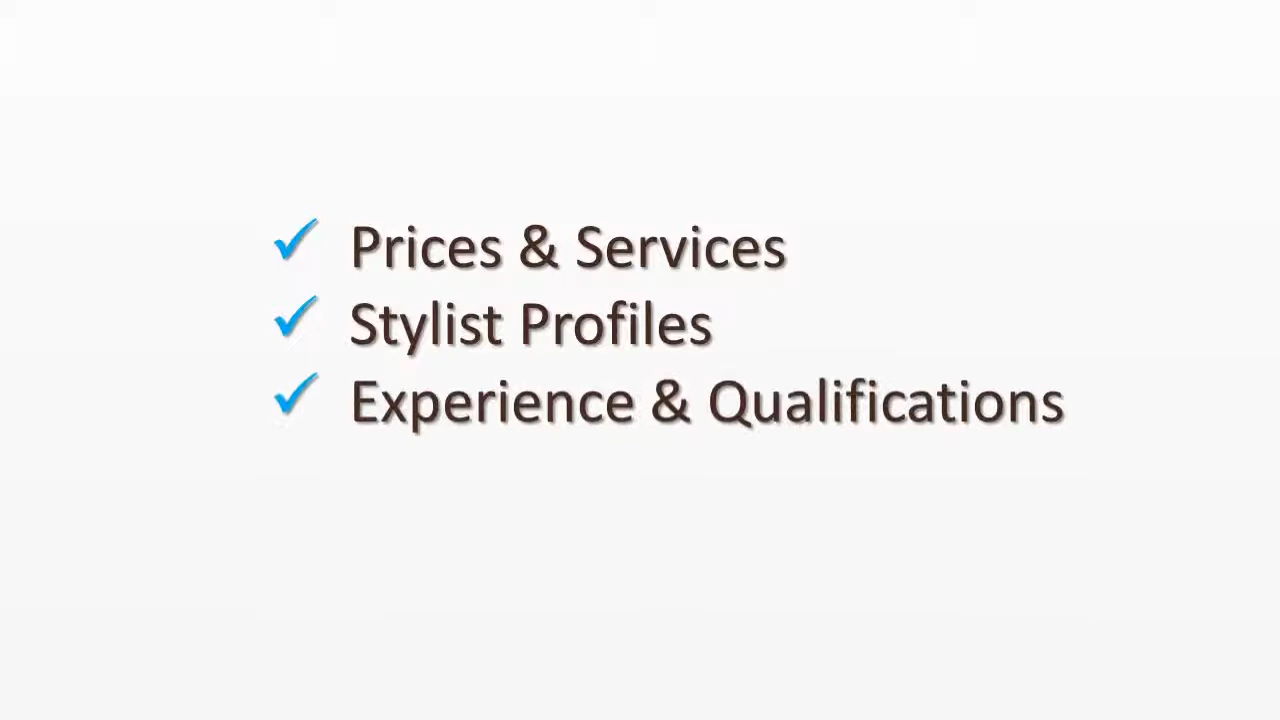 ✓ Prices & Services
✓ Stylist Profiles
✓ Experience & Qualifications